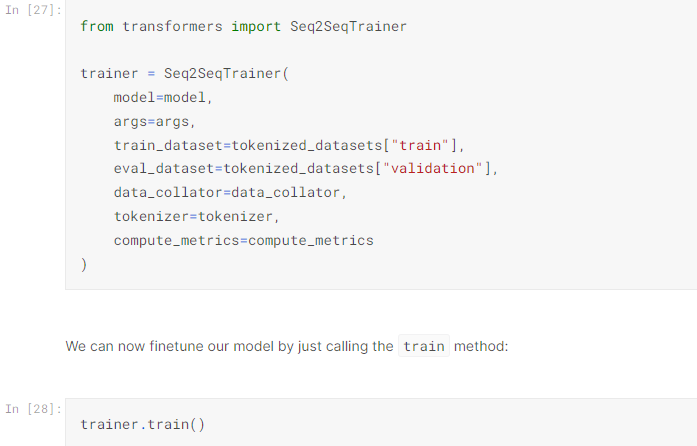 In [27]:
from transformers import Seq2SeqTrainer
trainer = Seq2SeqTrainer(
    model=model,
    args=args,
    train_dataset=tokenized_datasets["train"],
    eval_dataset=tokenized_datasets["validation"],
    data_collator=data_collator,
    tokenizer=tokenizer,
    compute_metrics=compute_metrics
)
We can now finetune our model by just calling the train method:
In [28]:
trainer.train()